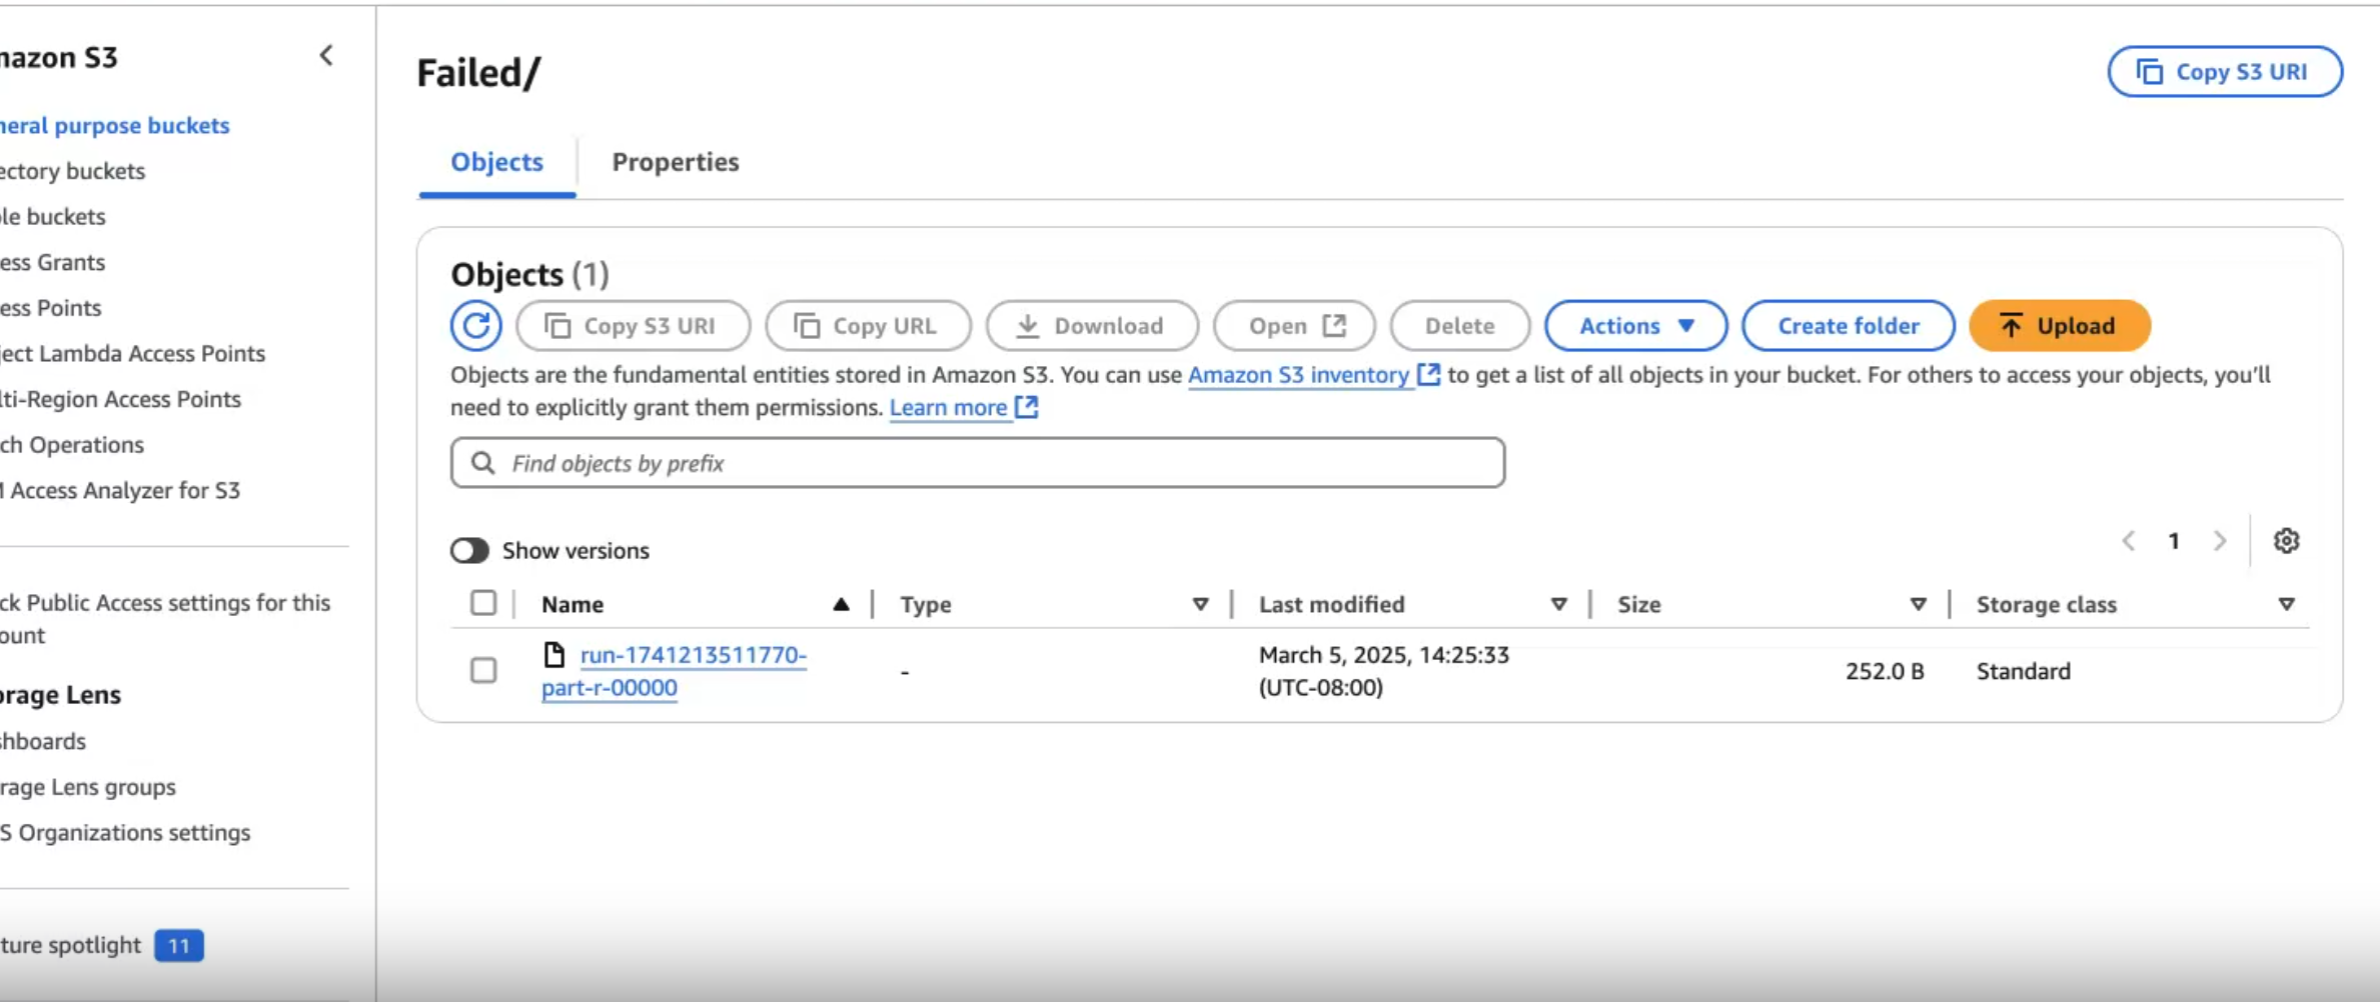 mazon S3
neral purpose buckets
ectory buckets
le buckets
ess Grants
ess Points
ject Lambda Access Points
lti-Region Access Points
ch Operations
M Access Analyzer for S3
ck Public Access settings for this
ount
orage Lens
shboards
rage Lens groups
S Organizations settings
ture spotlight 11
Failed/
Copy S3 URI
Objects Properties
Objects (1)
Copy S3 URI Copy URL Download Open Delete Actions Create folder Upload
Objects are the fundamental entities stored in Amazon S3. You can use Amazon S3 inventory to get a list of all objects in your bucket. For others to access your objects, you'll
need to explicitly grant them permissions. Learn more
Find objects by prefix
Show versions
1
Name Type Last modified Size Storage class
run-1741213511770-
part-r-00000
-
March 5, 2025, 14:25:33
(UTC-08:00)
252.0 B
Standard